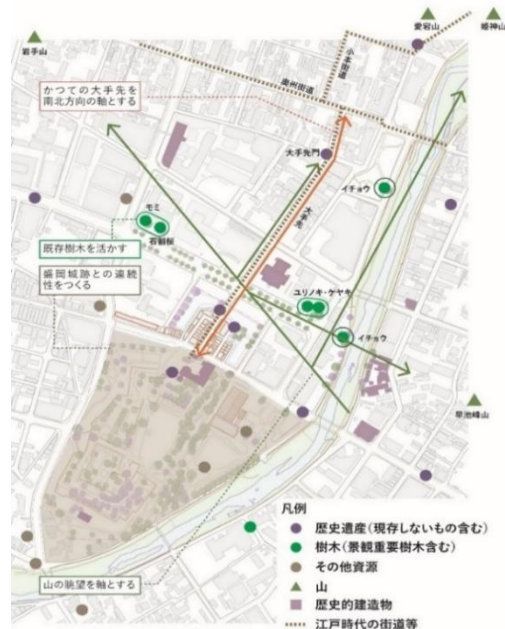 愛宕山
姫神山
岩手山
小本街道
奥州街道
かつての大手先を
南北方向の軸とする
大手先門
イチョウ
大手先
モミ
石割桜
既存樹木を活かす
盛岡城跡との連続
性をつくる
ユリノキ・ケヤキ
イチョウ
早池峰山
山の眺望を軸とする
凡例
歴史遺産(現存しないもの含む)
樹木(景観重要樹木含む)
その他資源
山
歴史的建造物
江戸時代の街道等